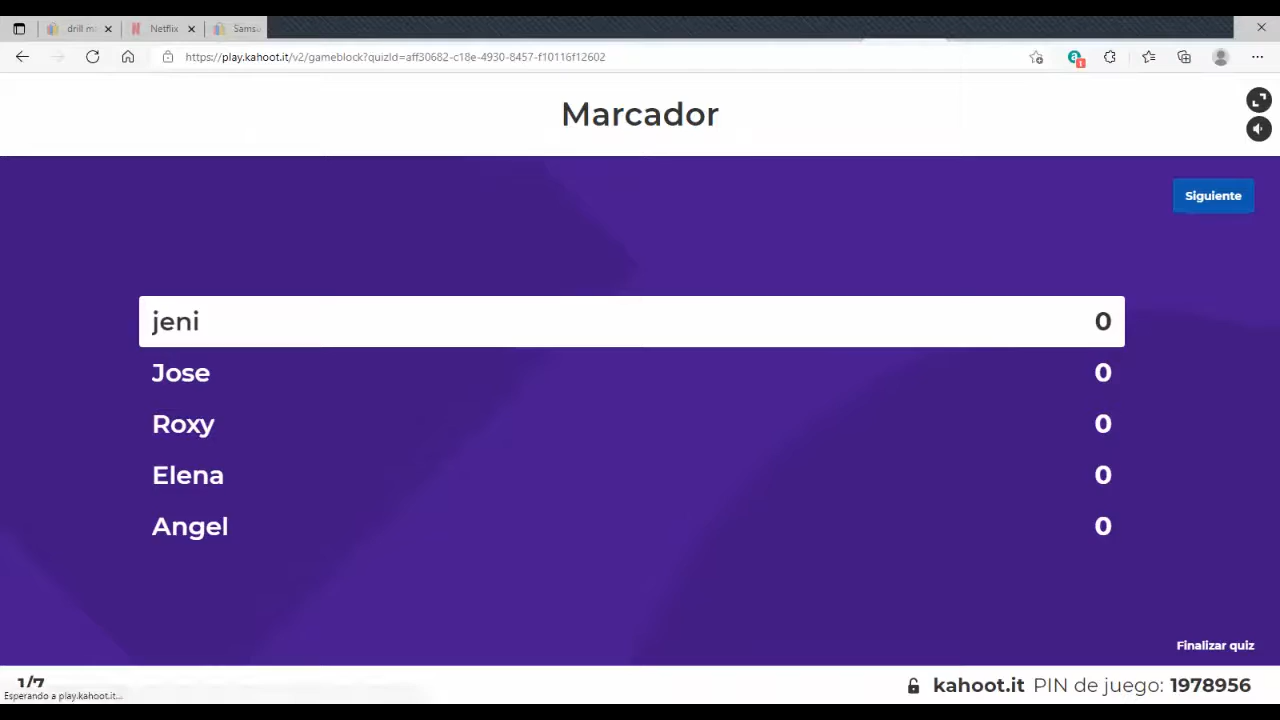 drill m
Netflix
Samsu
https://play.kahoot.it/v2/gameblock?quizId=aff30682-c18e-4930-8457-f10116f12602
Marcador
Siguiente
jeni 0
Jose 0
Roxy 0
Elena 0
Angel 0
Finalizar quiz
1/7
Esperando a play.kahoot.it...
kahoot.it PIN de juego: 1978956